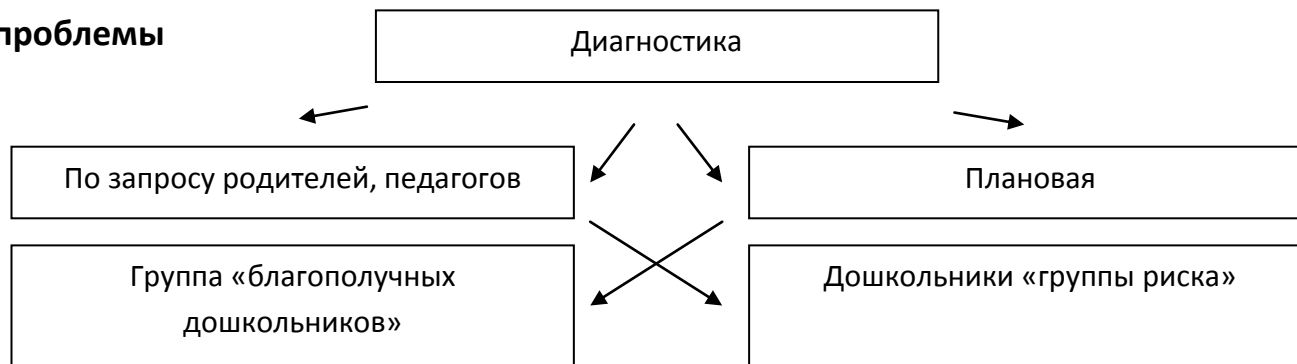 проблемы
Диагностика
По запросу родителей, педагогов
Плановая
Группа «благополучных
дошкольников»
Дошкольники «группы риска»